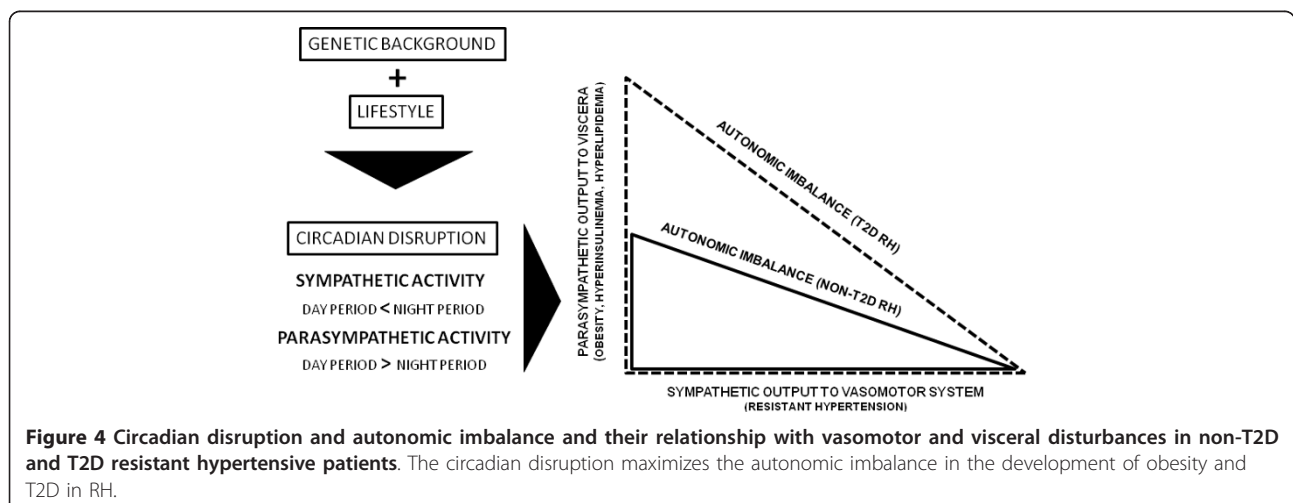 GENETIC BACKGROUND
+
LIFESTYLE
CIRCADIAN DISRUPTION
SYMPATHETIC ACTIVITY
DAY PERIOD < NIGHT PERIOD
PARASYMPATHETIC ACTIVITY
DAY PERIOD > NIGHT PERIOD
PARASYMPATHETIC OUTPUT TO VISCERA
(OBESITY, HYPERINSULINEMIA, HYPERLIPIDEMIA)
AUTONOMIC IMBALANCE (T2D RH)
AUTONOMIC IMBALANCE (NON-T2D RH)
SYMPATHETIC OUTPUT TO VASOMOTOR SYSTEM
(RESISTANT HYPERTENSION)
Figure 4 Circadian disruption and autonomic imbalance and their relationship with vasomotor and visceral disturbances in non-T2D
and T2D resistant hypertensive patients. The circadian disruption maximizes the autonomic imbalance in the development of obesity and
T2D in RH.